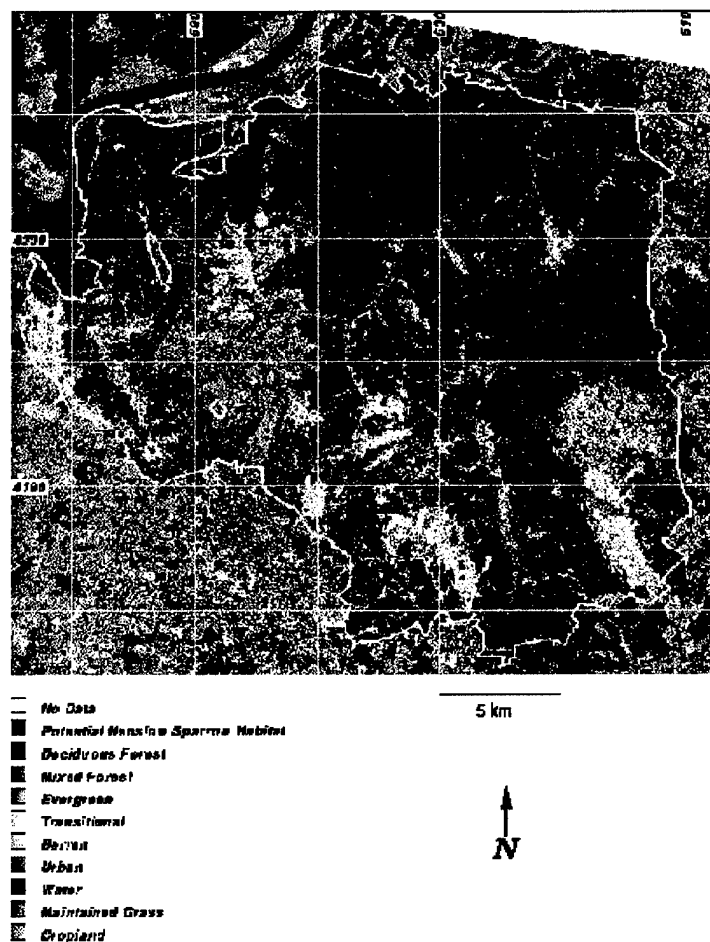 No Data
Potential Henslow Sparrow Habitat
Deciduous Forest
Mixed Forest
Evergreen
Transitional
Barren
Urban
Water
Maintained Grass
Cropland
5 km
N